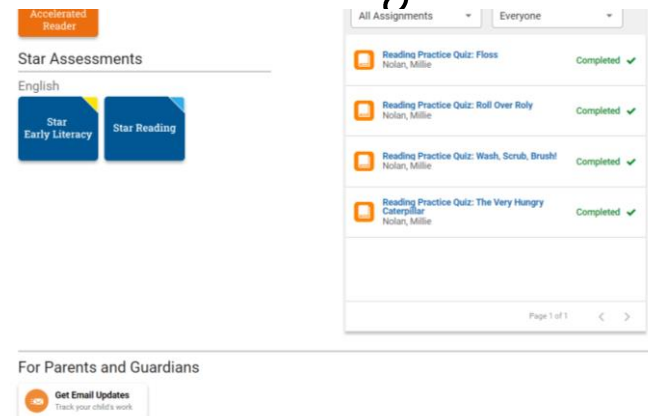 Accelerated
Reader
Star Assessments
English
Star
Early Literacy
Star Reading
All Assignments
Everyone
Reading Practice Quiz: Floss
Nolan, Millie
Completed
Reading Practice Quiz: Roll Over Roly
Nolan, Millie
Completed
Reading Practice Quiz: Wash, Scrub, Brush!
Nolan, Millie
Completed
Reading Practice Quiz: The Very Hungry
Caterpillar
Nolan, Millie
Completed
Page 1 of 1
For Parents and Guardians
Get Email Updates
Track your child's work